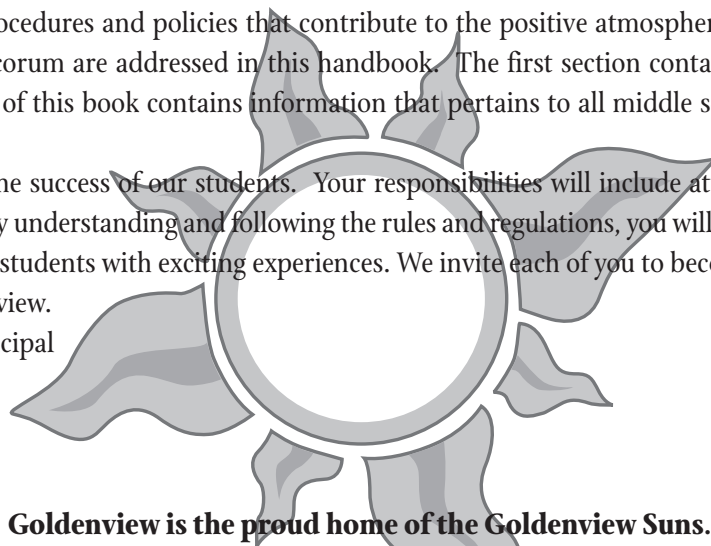 ocedures and policies that contribute to the positive atmospher
corum are addressed in this handbook.  The first section conta
of this book contains information that pertains to all middle s
ne success of our students.  Your responsibilities will include at
y understanding and following the rules and regulations, you will
students with exciting experiences. We invite each of you to beco
view.
cipal
Goldenview is the proud home of the Goldenview Suns.